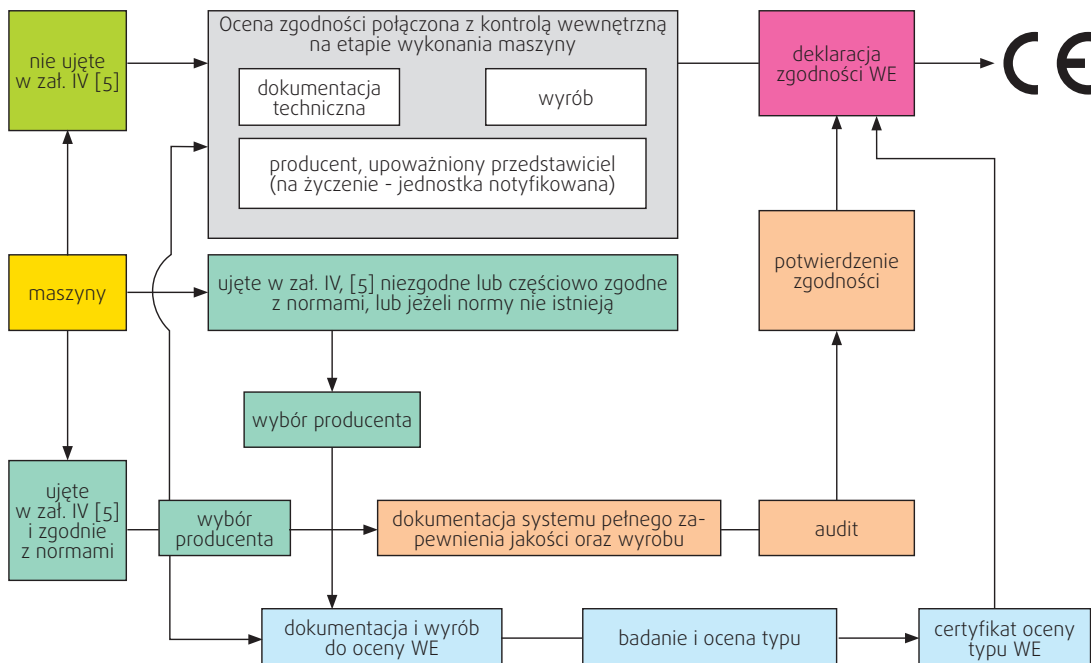 nie ujęte
w zał. IV [5]
Ocena zgodności połączona z kontrolą wewnętrzną
na etapie wykonania maszyny
dokumentacja
techniczna
wyrób
producent, upoważniony przedstawiciel
(na życzenie - jednostka notyfikowana)
deklaracja
zgodności WE
CE
maszyny
ujęte w zał. IV, [5] niezgodne lub częściowo zgodne
z normami, lub jeżeli normy nie istnieją
potwierdzenie
zgodności
wybór producenta
ujęte
w zał. IV [5]
i zgodnie
z normami
wybór
producenta
dokumentacja systemu pełnego za-
pewnienia jakości oraz wyrobu
audit
dokumentacja i wyrób
do oceny WE
badanie i ocena typu
certyfikat oceny
typu WE